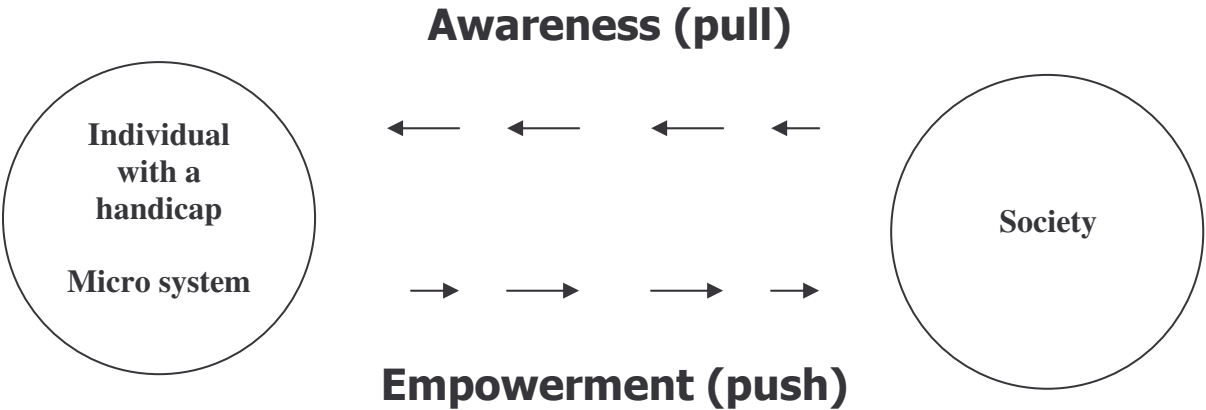 Awareness (pull)
Individual
with a
handicap
Micro system
Society
Empowerment (push)